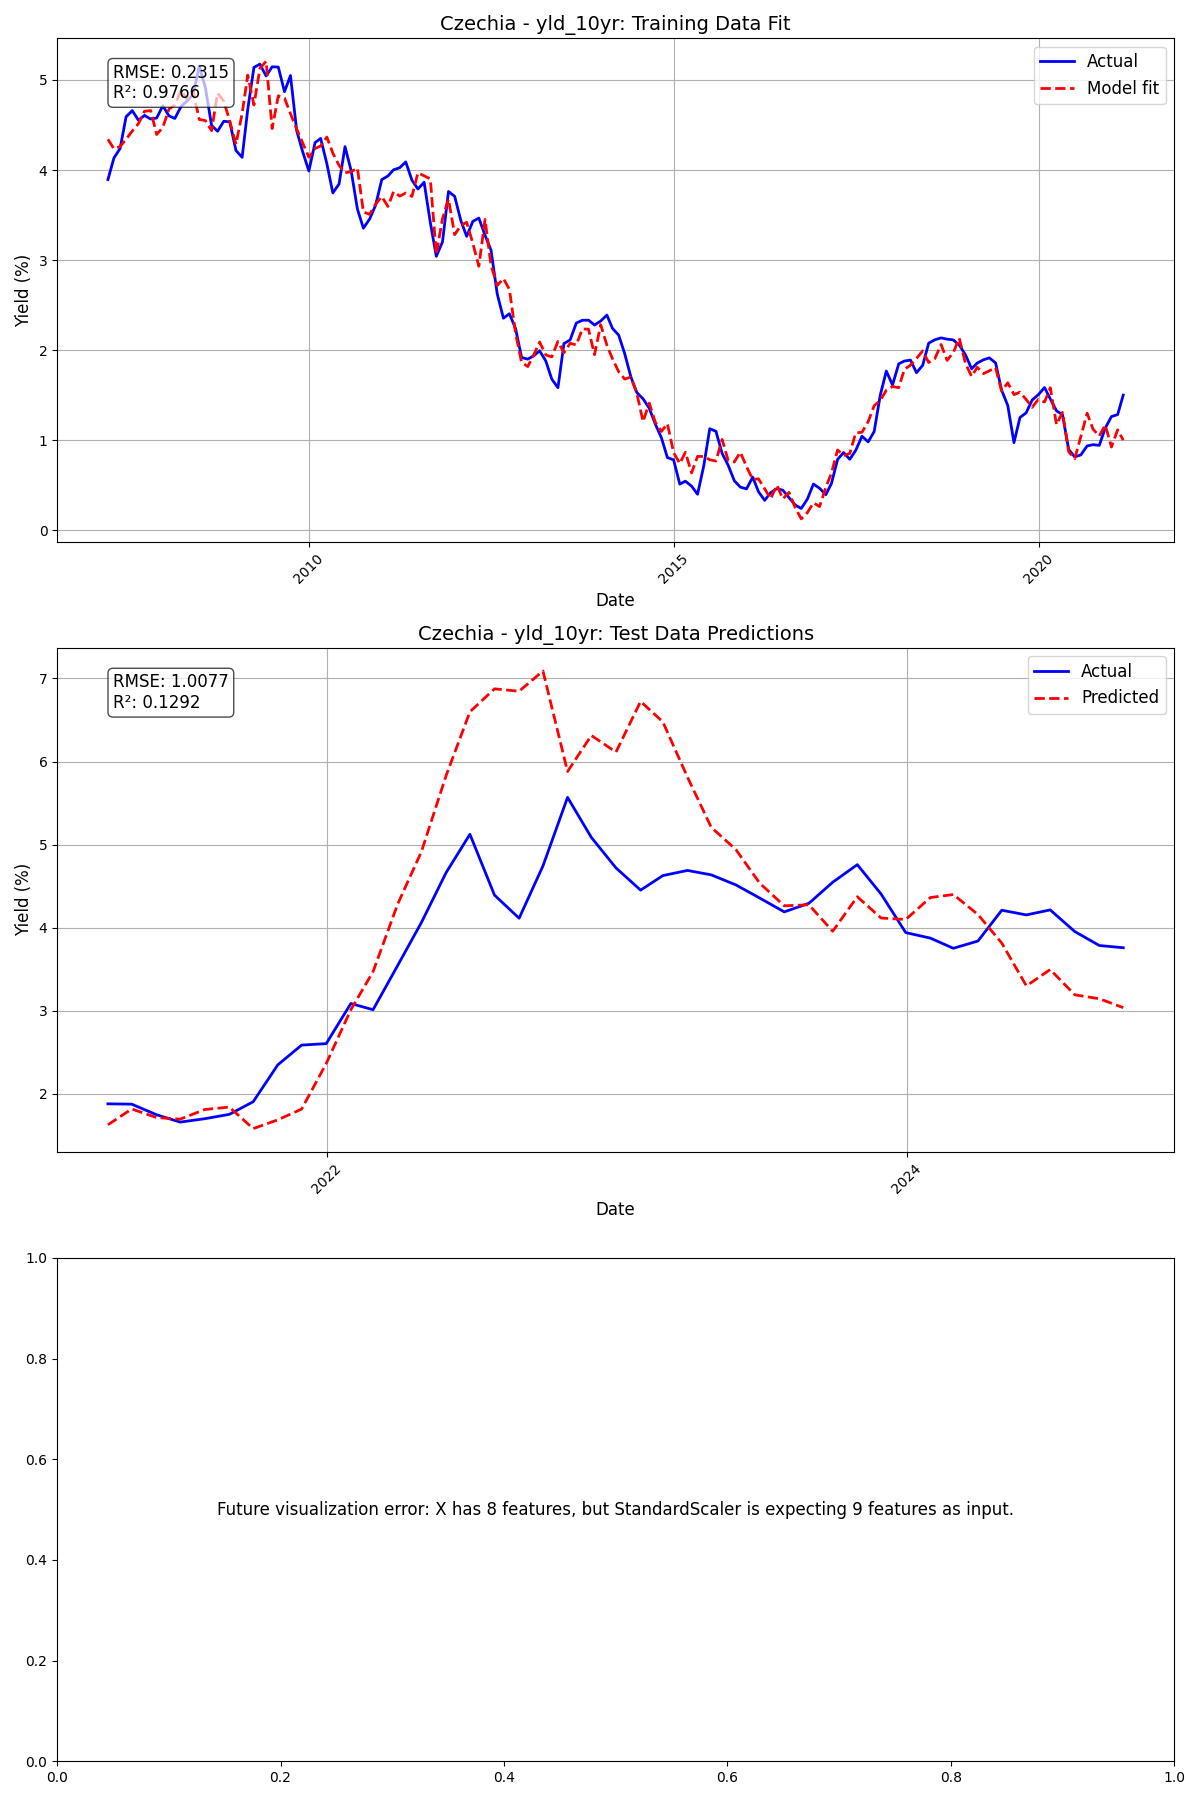 Czechia - yld_10yr: Training Data Fit
RMSE: 0.2315
R²: 0.9766
Actual
Model fit
Yield (%)
5
4
3
2
1
0
2010
2015
2020
Date
Czechia - yld_10yr: Test Data Predictions
RMSE: 1.0077
R²: 0.1292
Actual
Predicted
Yield (%)
7
6
5
4
3
2
2022
2024
Date
1.0
0.8
0.6
Future visualization error: X has 8 features, but StandardScaler is expecting 9 features as input.
0.4
0.2
0.0
0.0
0.2
0.4
0.6
0.8
1.0